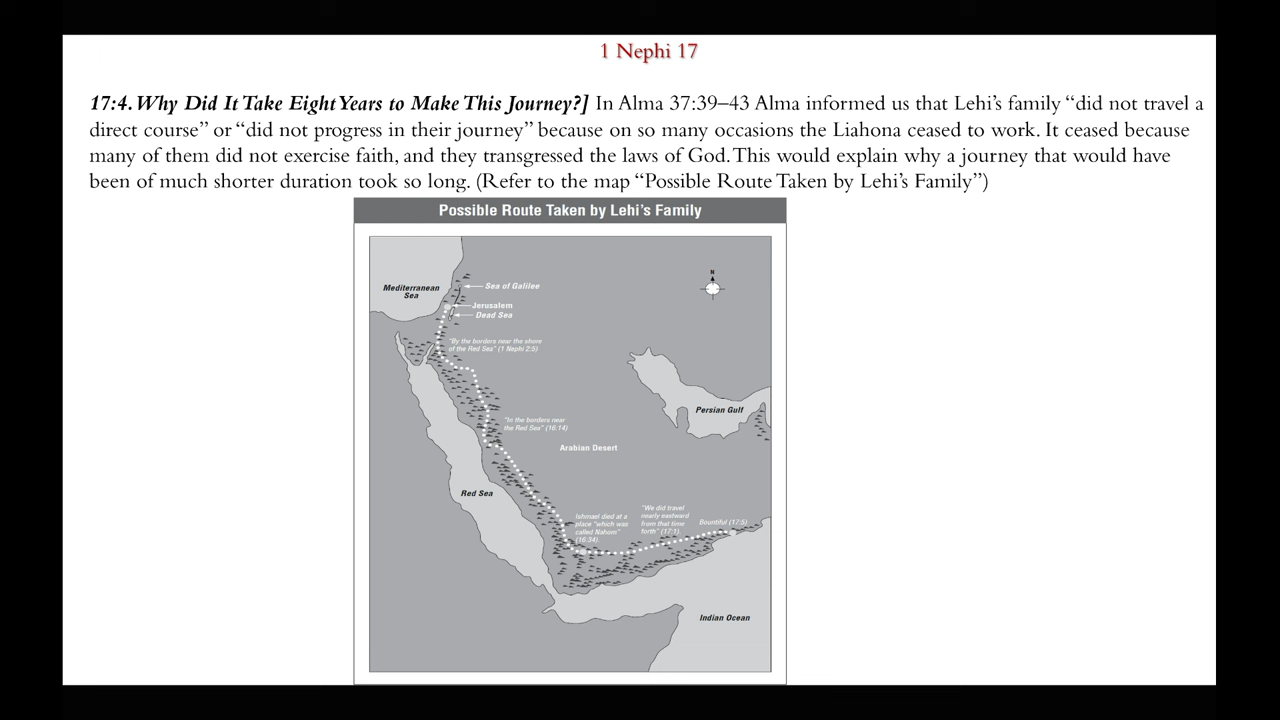 1 Nephi 17
17:4. Why Did It Take Eight Years to Make This Journey?] In Alma 37:39–43 Alma informed us that Lehi’s family “did not travel a
direct course” or “did not progress in their journey” because on so many occasions the Liahona ceased to work. It ceased because
many of them did not exercise faith, and they transgressed the laws of God. This would explain why a journey that would have
been of much shorter duration took so long. (Refer to the map “Possible Route Taken by Lehi’s Family”)
Possible Route Taken by Lehi’s Family
Mediterranean
Sea
N
Sea of Galilee
Jerusalem
Dead Sea
“By the borders near the shore
of the Red Sea” (1 Nephi 2:5)
Persian Gulf
“In the borders near
the Red Sea” (16:14)
Arabian Desert
Red Sea
Ishmael died at a
place “which was
called Nahom”
(16:34)
“We did travel
nearly eastward
from that time
forth” (17:1)
Bountiful (17:5)
Indian Ocean